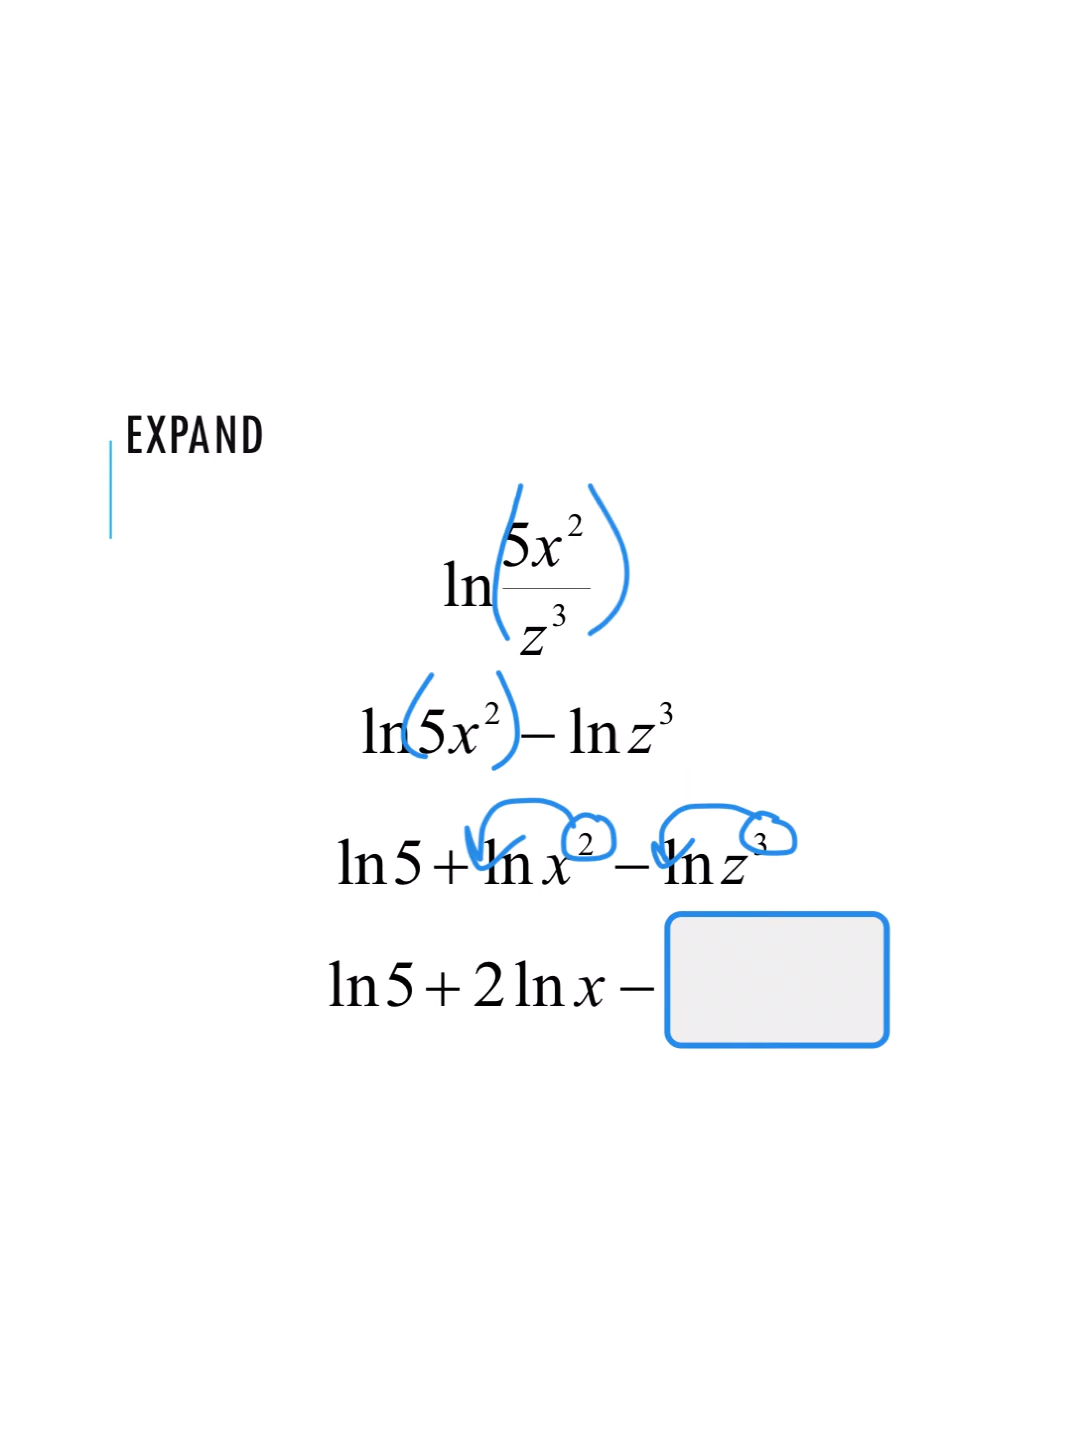 EXPAND
ln(5x²/z³)
ln(5x²) − ln z³
ln 5 + ln x² − ln z³
ln 5 + 2 ln x −